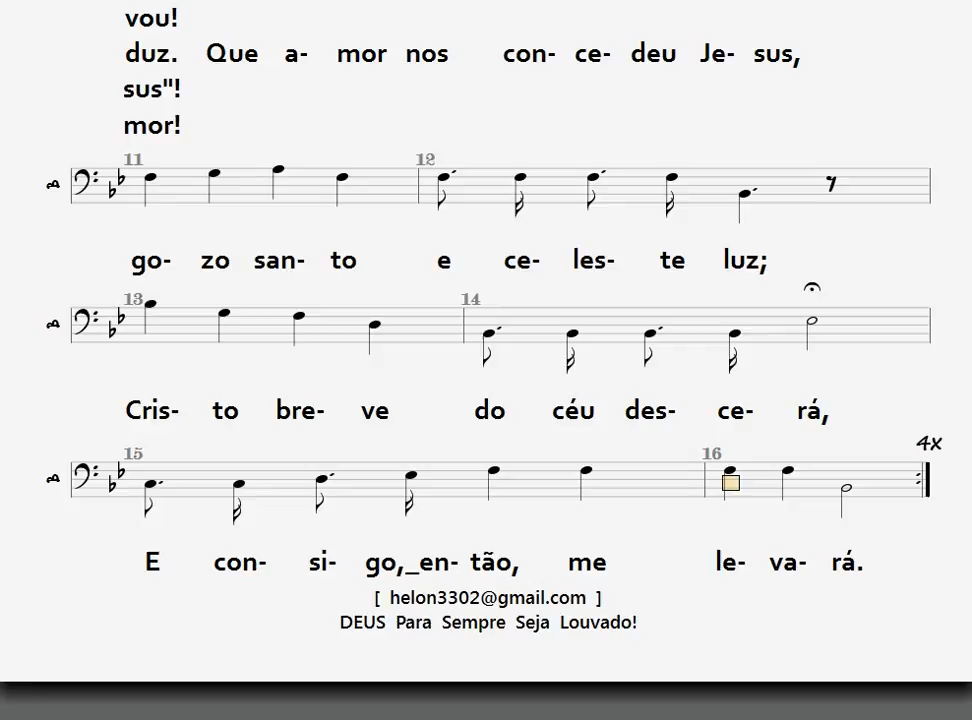 vou!
duz. Que a- mor nos con- ce- deu Je- sus,
sus"!
mor!
11 12
go- zo san- to e ce- les- te luz;
13 14
Cris- to bre- ve do céu des- ce- rá,
4x
15 16
E con- si- go,_en- tão, me le- va- rá.
[ helon3302@gmail.com ]
DEUS Para Sempre Seja Louvado!